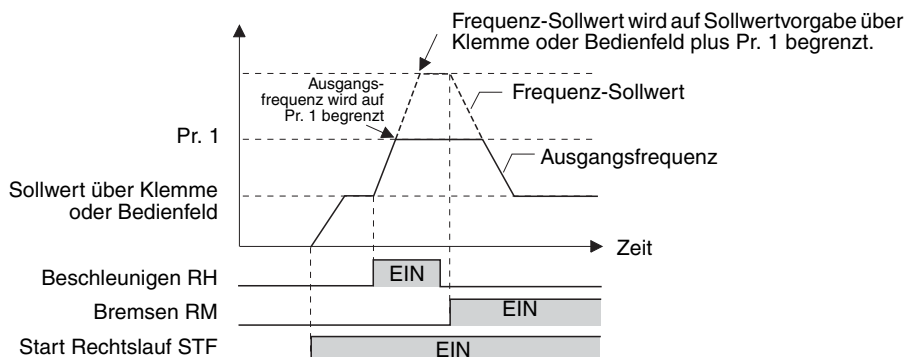 Frequenz-Sollwert wird auf Sollwertvorgabe über
Klemme oder Bedienfeld plus Pr. 1 begrenzt.
Ausgangs-
frequenz wird auf
Pr. 1 begrenzt
Frequenz-Sollwert
Pr. 1
Ausgangsfrequenz
Sollwert über Klemme
oder Bedienfeld
Zeit
Beschleunigen RH
EIN
Bremsen RM
EIN
Start Rechtslauf STF
EIN